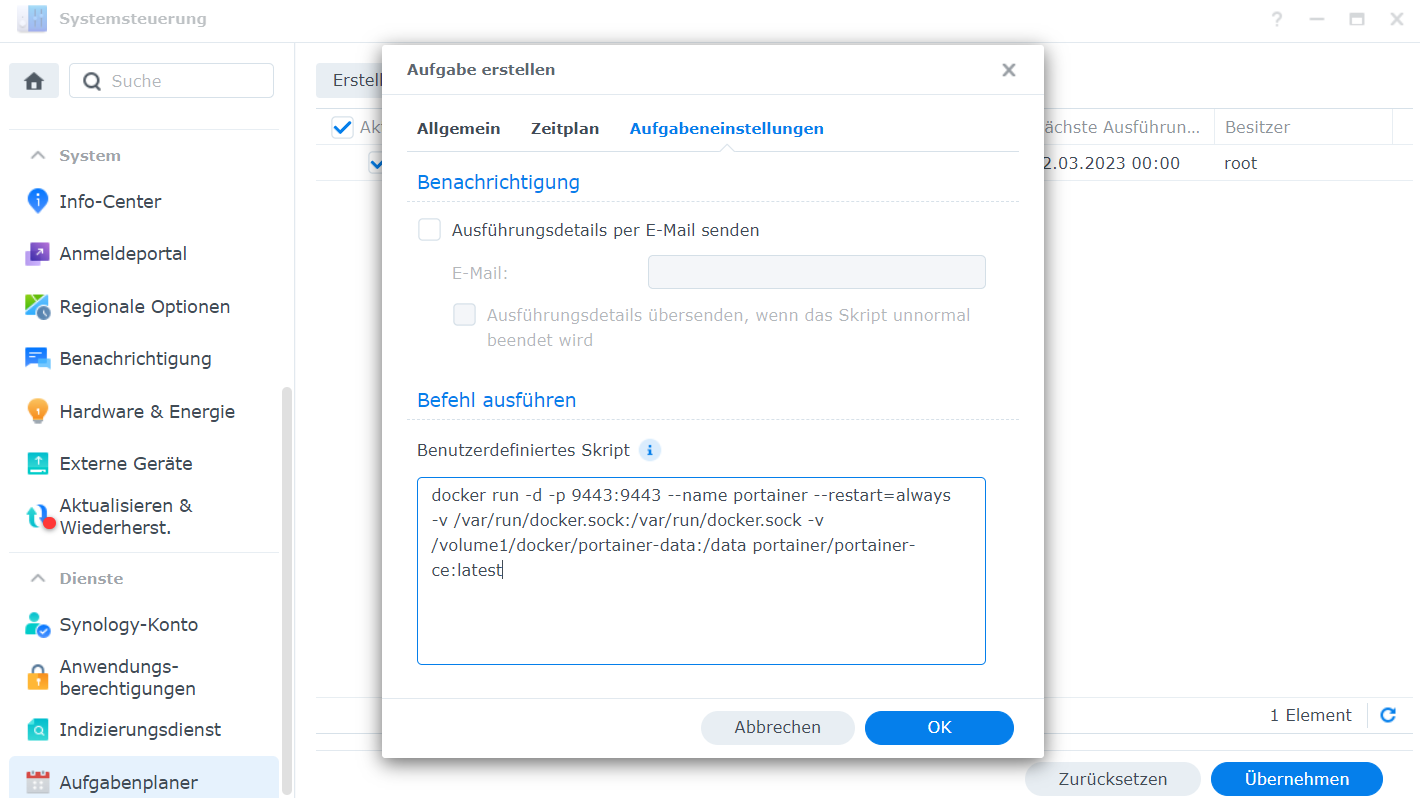 Systemsteuerung
?
Suche
System
Info-Center
Anmeldeportal
Regionale Optionen
Benachrichtigung
Hardware & Energie
Externe Geräte
Aktualisieren &
Wiederherst.
Dienste
Synology-Konto
Anwendungs-
berechtigungen
Indizierungsdienst
Aufgabenplaner
Aufgabe erstellen
Allgemein Zeitplan Aufgabeneinstellungen
Benachrichtigung
Ausführungsdetails per E-Mail senden
E-Mail:
Ausführungsdetails übersenden, wenn das Skript unnormal
beendet wird
Befehl ausführen
Benutzerdefiniertes Skript
docker run -d -p 9443:9443 --name portainer --restart=always
-v /var/run/docker.sock:/var/run/docker.sock -v
/volume1/docker/portainer-data:/data portainer/portainer-
ce:latest
Abbrechen OK
Ausführun... Besitzer
2.03.2023 00:00 root
1 Element
Zurücksetzen Übernehmen